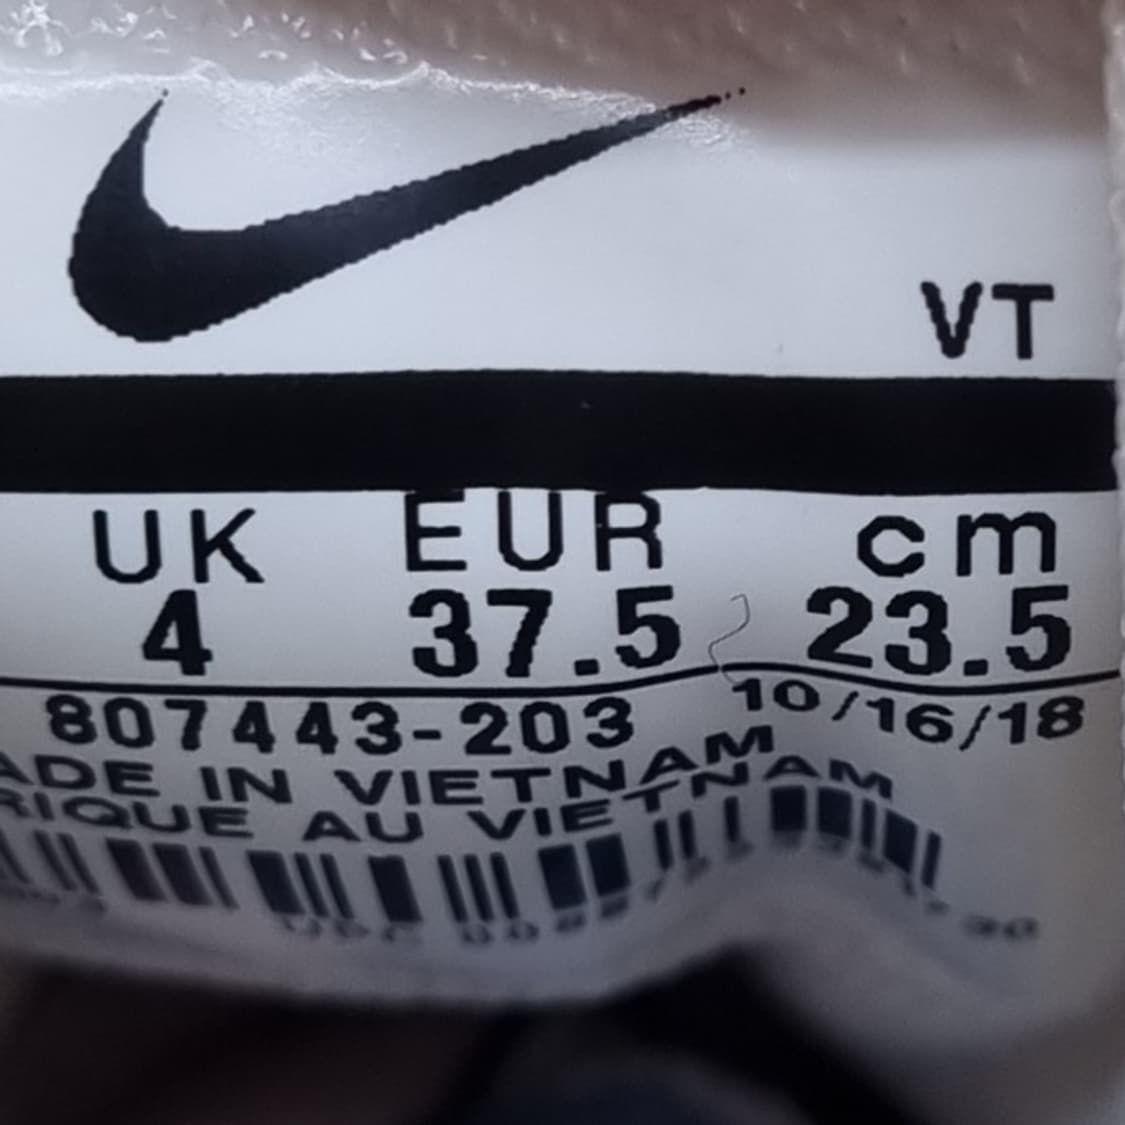 VT
UK EUR cm
4 37.5 23.5
807443-203 10/16/18
ADE IN VIETNAM
RIQUE AU VIETNAM